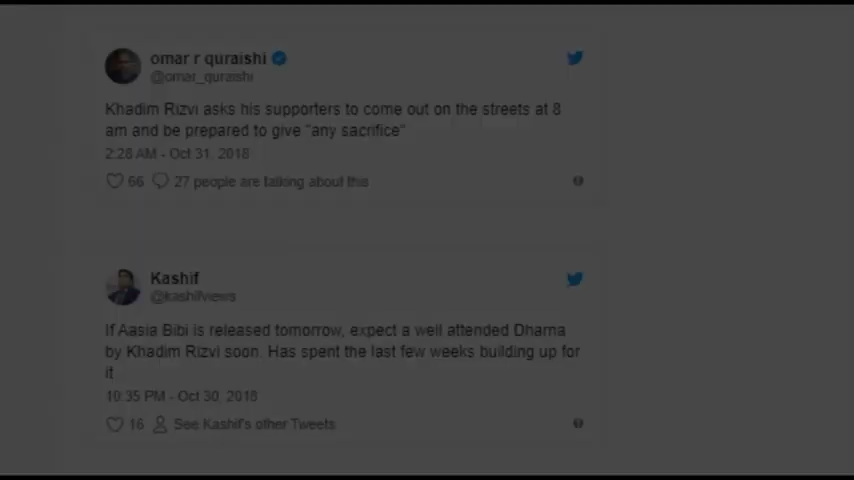 omar r quraishi
@omar_quraishi
Khadim Rizvi asks his supporters to come out on the streets at 8
am and be prepared to give "any sacrifice"
2:28 AM - Oct 31, 2018
66 27 people are talking about this
Kashif
@kashifviews
If Aasia Bibi is released tomorrow, expect a well attended Dharna
by Khadim Rizvi soon. Has spent the last few weeks building up for
it
10:35 PM - Oct 30, 2018
16 See Kashif's other Tweets